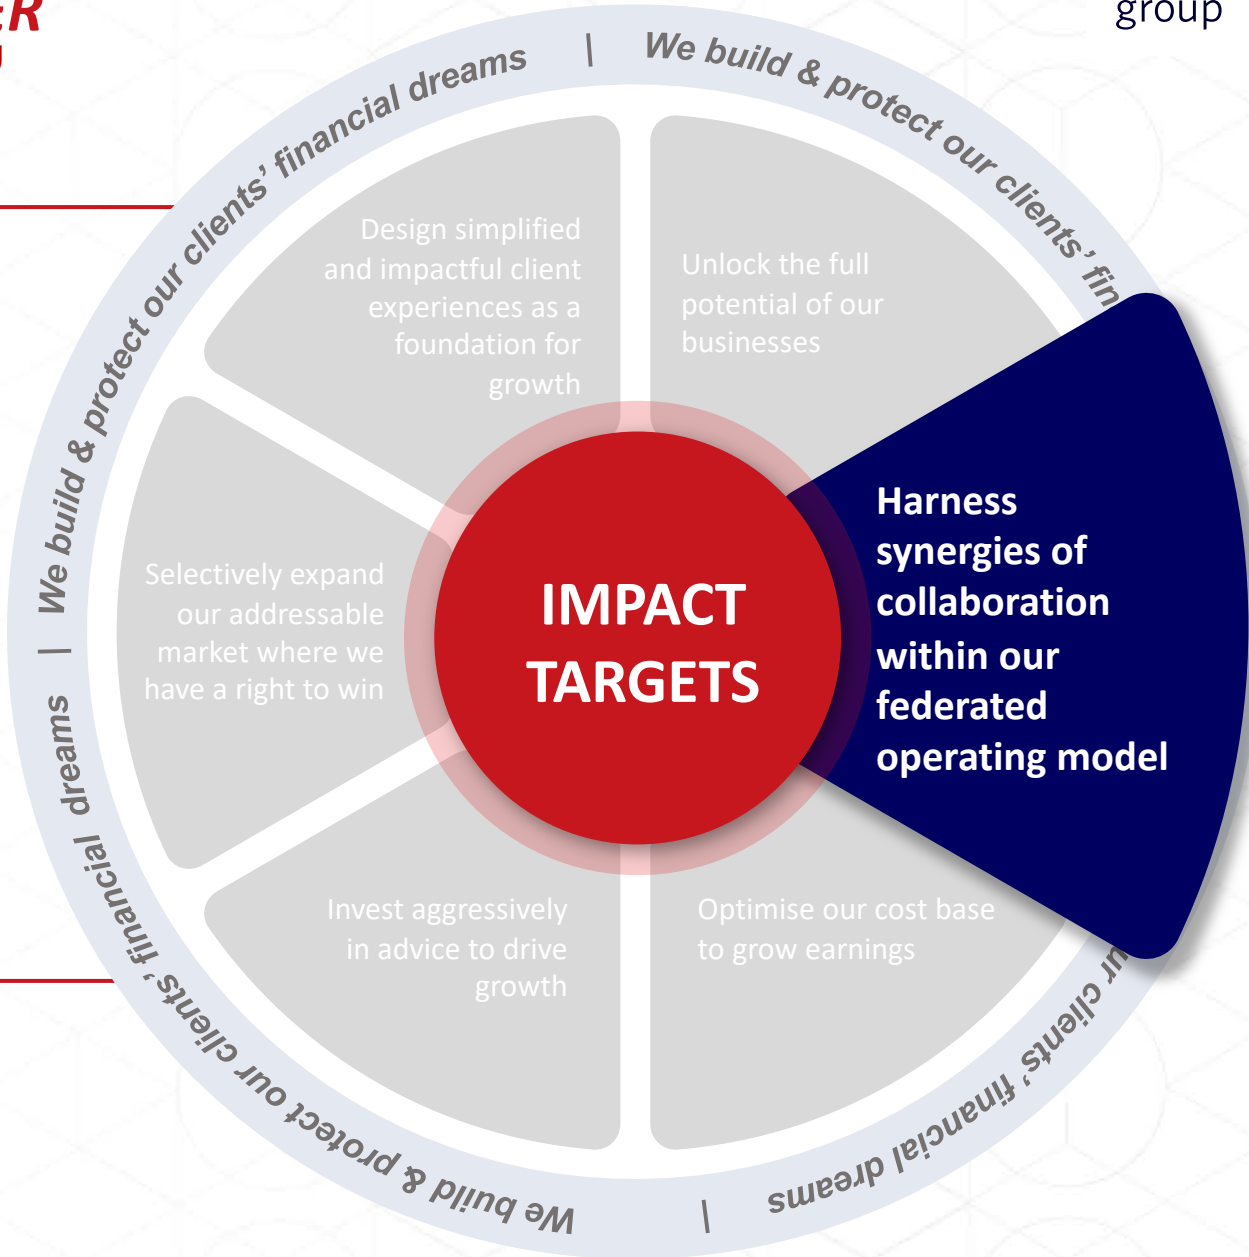 group
We build & protect our clients' financial dreams | We build & protect our clients' fin
Design simplified
and impactful client
experiences as a
foundation for
growth
Unlock the full
potential of our
businesses
Harness
synergies of
collaboration
within our
federated
operating model
IMPACT
TARGETS
Selectively expand
our addressable
market where we
have a right to win
Invest aggressively
in advice to drive
growth
Optimise our cost base
to grow earnings
| We build & protect our clients' financial dreams |
clients' financial dreams